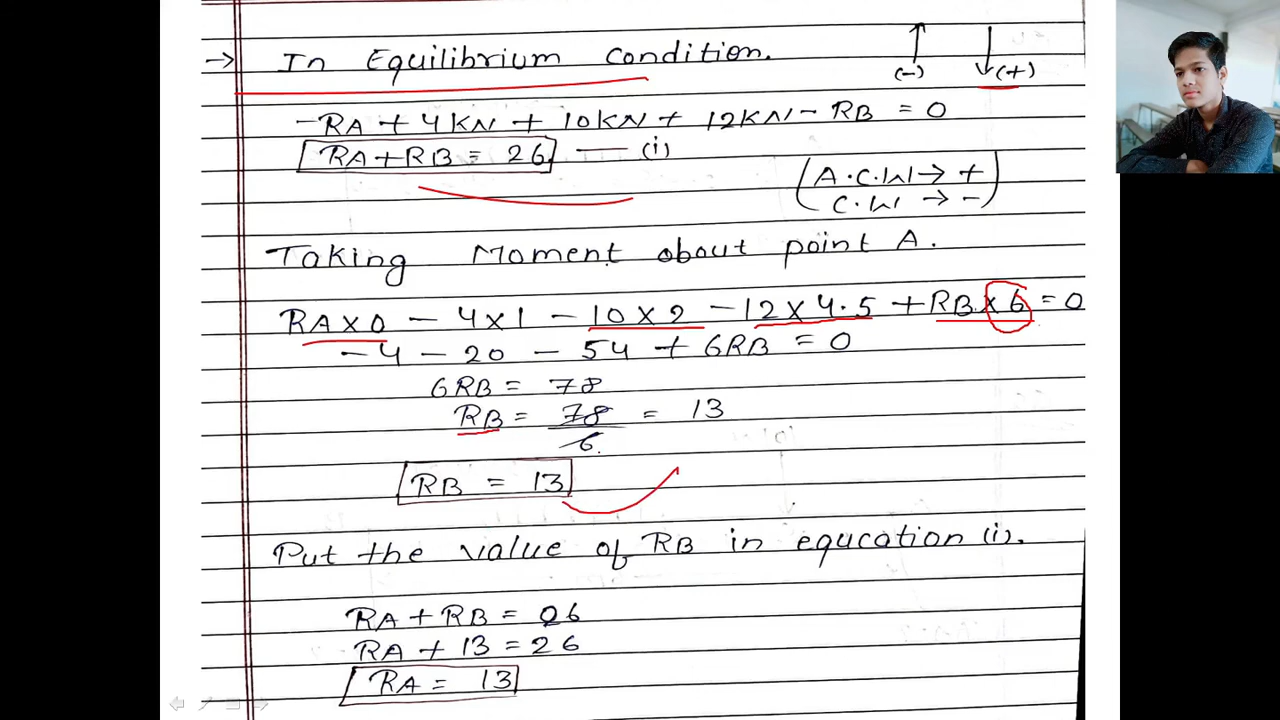 → In Equilibrium Condition. (-) (+)
-RA + 4KN + 10KN + 12KN - RB = 0
RA+RB = 26 — (i)
(A.C.W → +
C.W → -)
Taking Moment about point A.
RA×0 - 4×1 - 10×2 - 12×4.5 + RB×6 = 0
-4 - 20 - 54 + 6RB = 0
6RB = 78
RB = 78/6 = 13
RB = 13
Put the value of RB in equcation (i).
RA + RB = 26
RA + 13 = 26
RA = 13